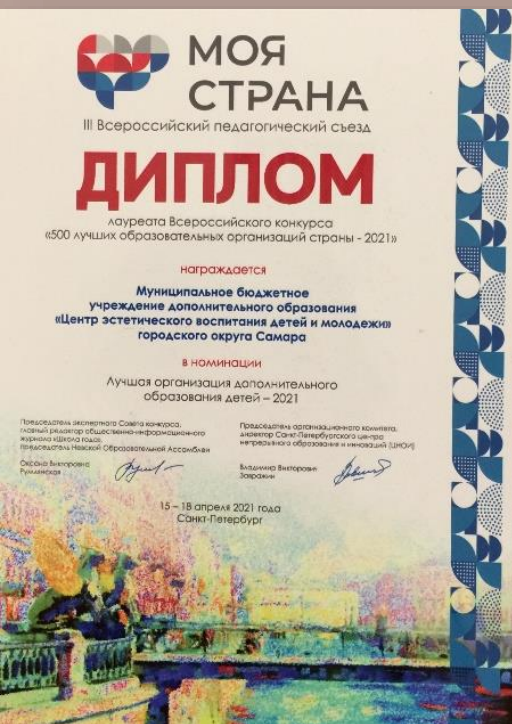 МОЯ
СТРАНА
III Всероссийский педагогический съезд
ДИПЛОМ
лауреата Всероссийского конкурса
«500 лучших образовательных организаций страны - 2021»
награждается
Муниципальное бюджетное
учреждение дополнительного образования
«Центр эстетического воспитания детей и молодежи»
городского округа Самара
в номинации
Лучшая организация дополнительного
образования детей – 2021
Председатель экспертного Совета конкурса,
главный редактор общественно-информационного
журнала «Школа года»,
председатель Невской Образовательной Ассамблеи
Оксана Викторовна
Румянская
Председатель организационного комитета,
директор Санкт-Петербургского центра
непрерывного образования и инноваций (ЦНОИ)
Владимир Викторович
Завражин
15 – 18 апреля 2021 года
Санкт-Петербург